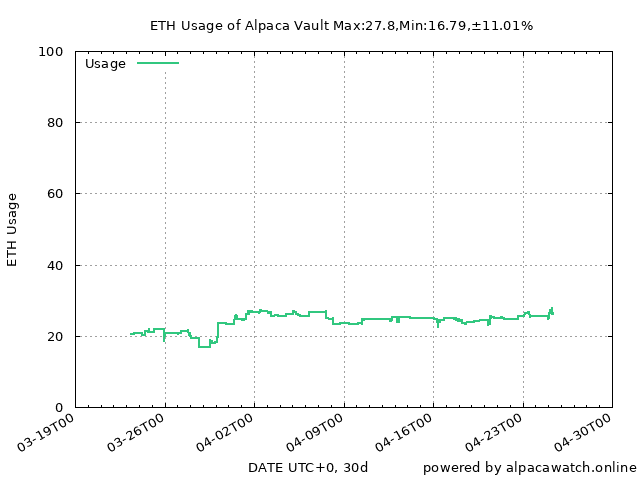 ETH Usage of Alpaca Vault Max:27.8,Min:16.79,±11.01%
Usage
100
80
60
40
20
0
ETH Usage
03-19T00 03-26T00 04-02T00 04-09T00 04-16T00 04-23T00 04-30T00
DATE UTC+0, 30d powered by alpacawatch.online